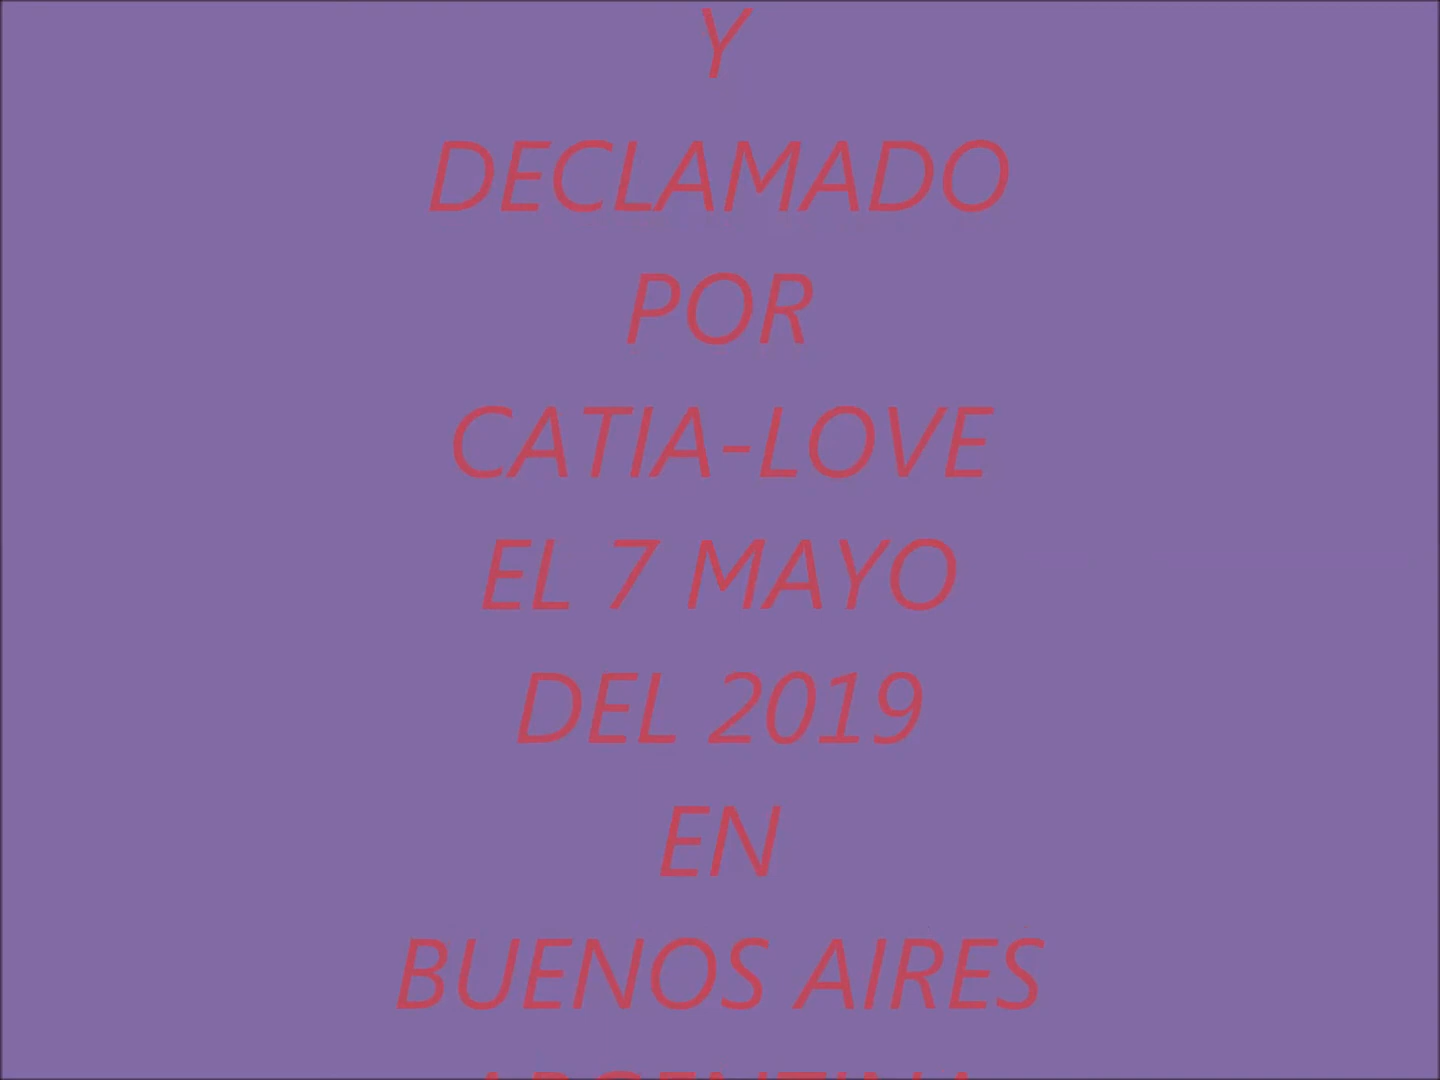 Y
DECLAMADO
POR
CATIA-LOVE
EL 7 MAYO
DEL 2019
EN
BUENOS AIRES